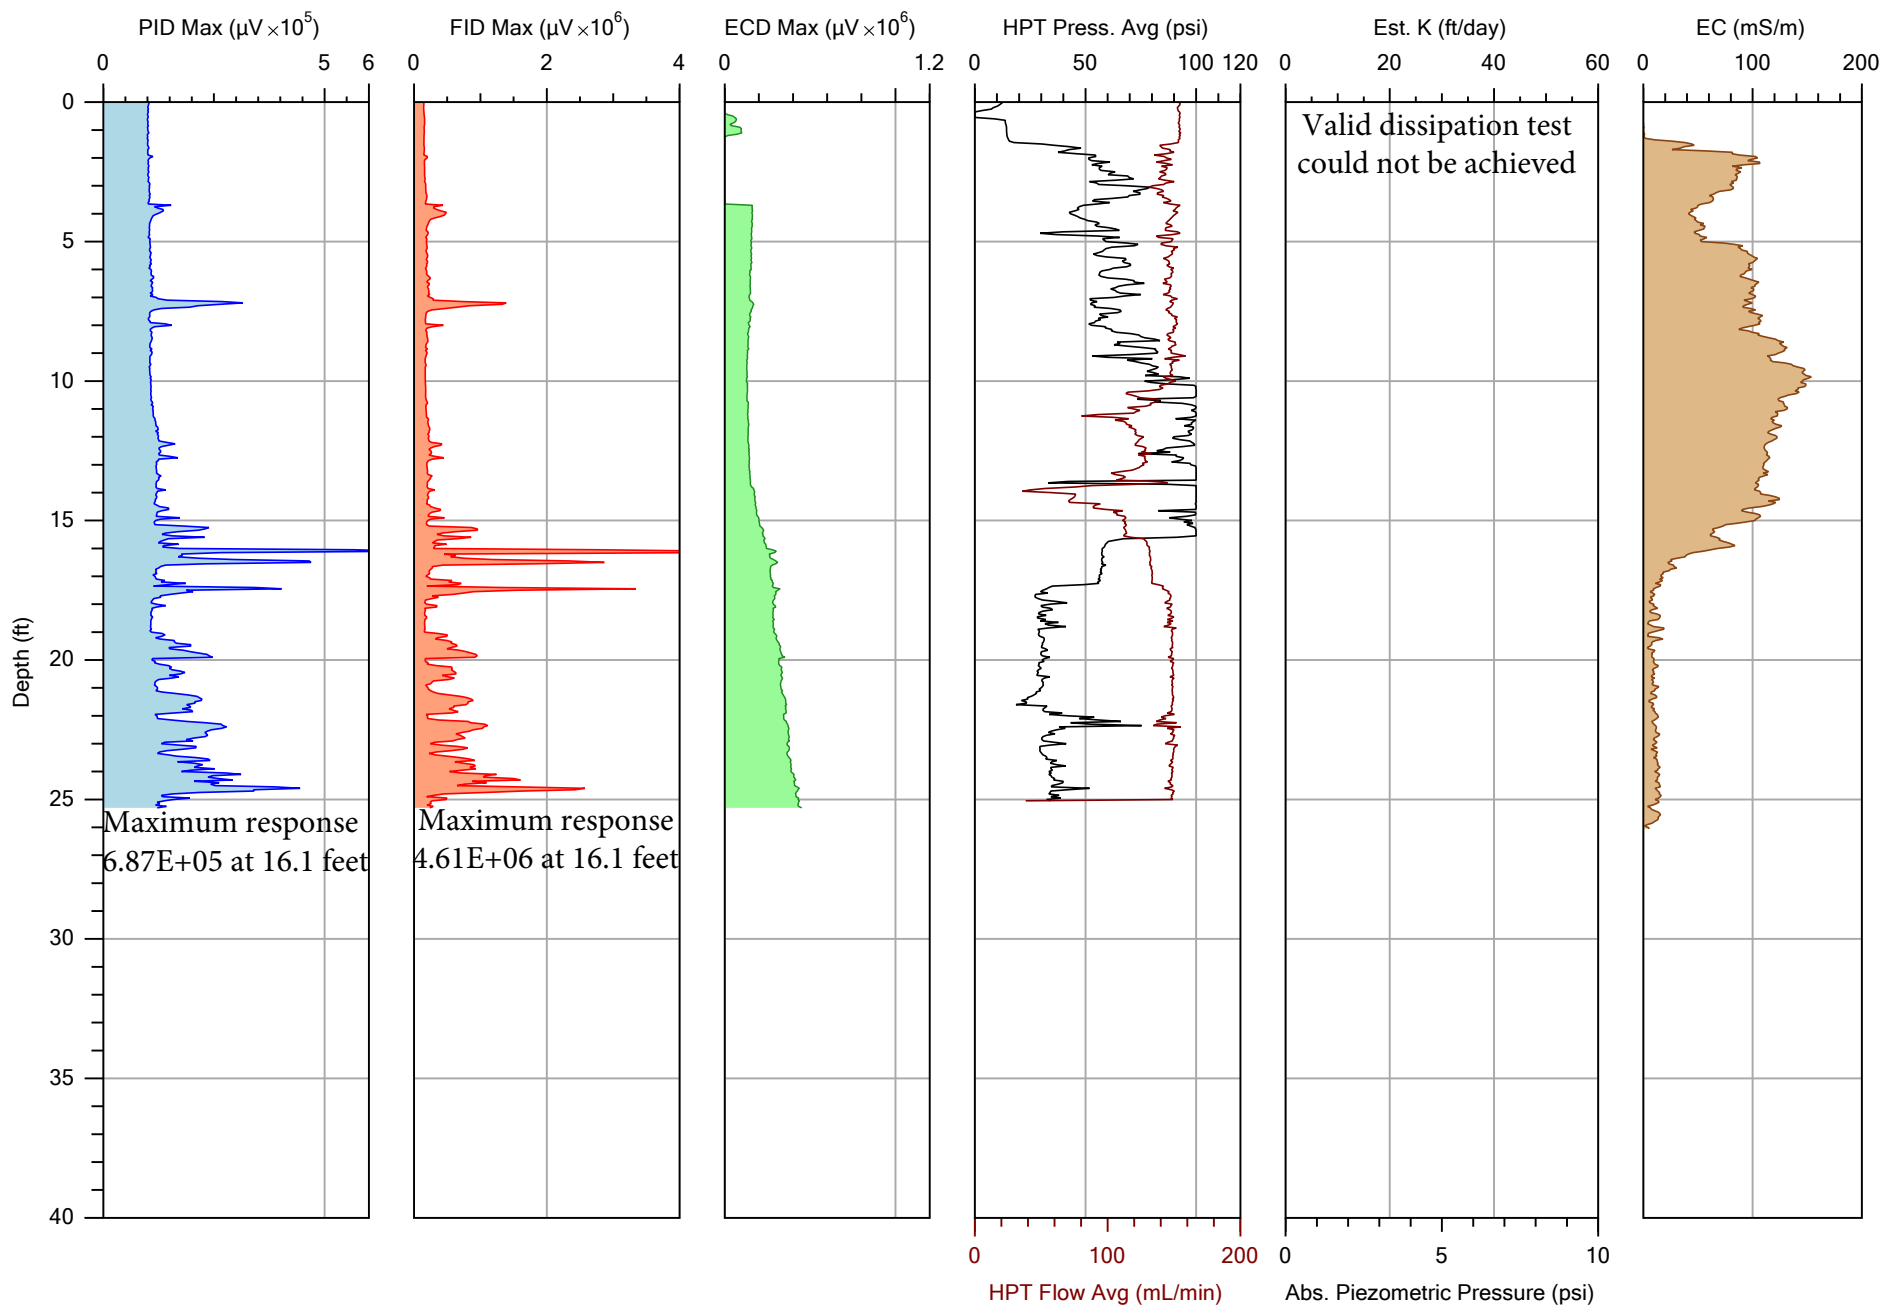 PID Max (µV ×10⁵)
FID Max (µV ×10⁶)
ECD Max (µV ×10⁶)
HPT Press. Avg (psi)
Est. K (ft/day)
EC (mS/m)
0 5 6
0 2 4
0 1.2
0 50 100 120
0 20 40 60
0 100 200
0
5
10
15
20
25
30
35
40
Depth (ft)
Valid dissipation test
could not be achieved
Maximum response
6.87E+05 at 16.1 feet
Maximum response
4.61E+06 at 16.1 feet
0 100 200
HPT Flow Avg (mL/min)
0 5 10
Abs. Piezometric Pressure (psi)